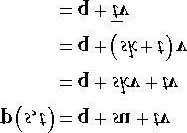 p(s,t) = p + su + tv
= p + skv + tv
= p + (sk + t) v
= p + t̅v